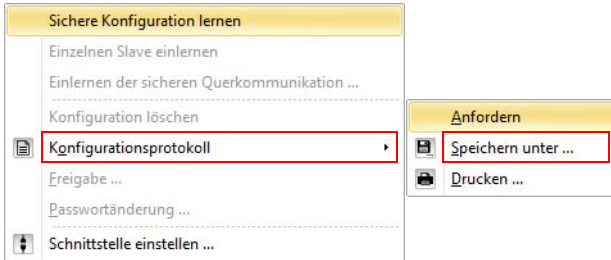 Sichere Konfiguration lernen
Einzelnen Slave einlernen
Einlernen der sicheren Querkommunikation ...
Konfiguration löschen
Konfigurationsprotokoll
Freigabe ...
Passwortänderung ...
Schnittstelle einstellen ...
Anfordern
Speichern unter ...
Drucken ...